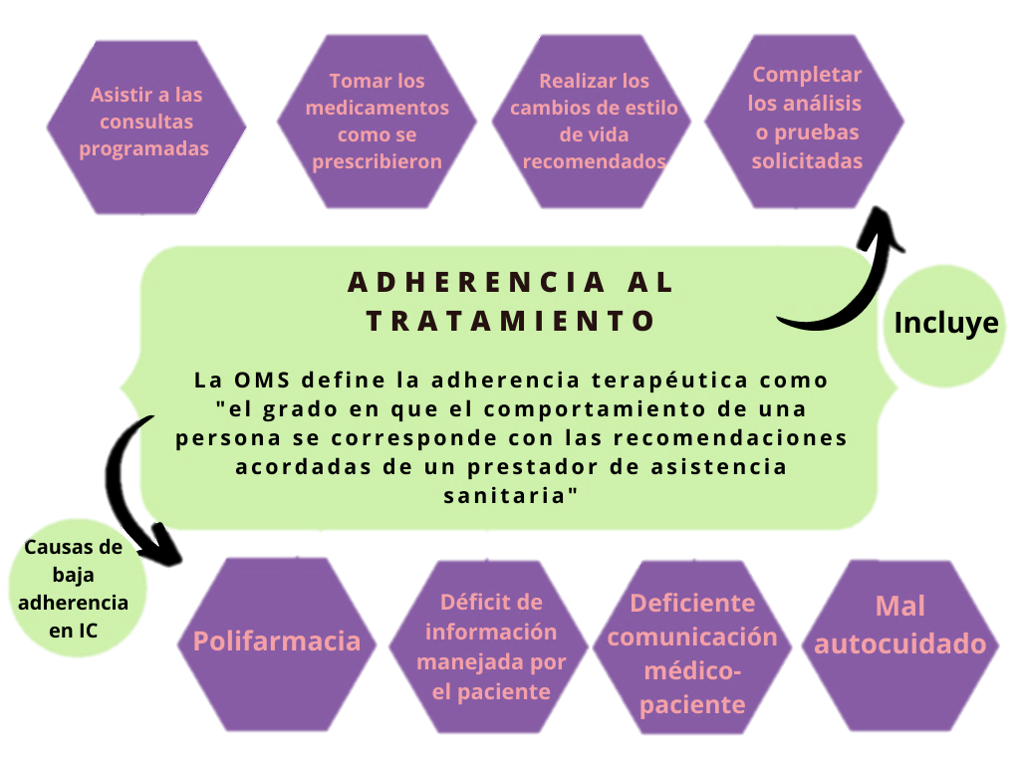 Asistir a las
consultas
programadas
Tomar los
medicamentos
como se
prescribieron
Realizar los
cambios de estilo
de vida
recomendados
Completar
los análisis
o pruebas
solicitadas
ADHERENCIA AL
TRATAMIENTO
Incluye
La OMS define la adherencia terapéutica como
"el grado en que el comportamiento de una
persona se corresponde con las recomendaciones
acordadas de un prestador de asistencia
sanitaria"
Causas de
baja
adherencia
en IC
Polifarmacia
Déficit de
información
manejada por
el paciente
Deficiente
comunicación
médico-
paciente
Mal
autocuidado